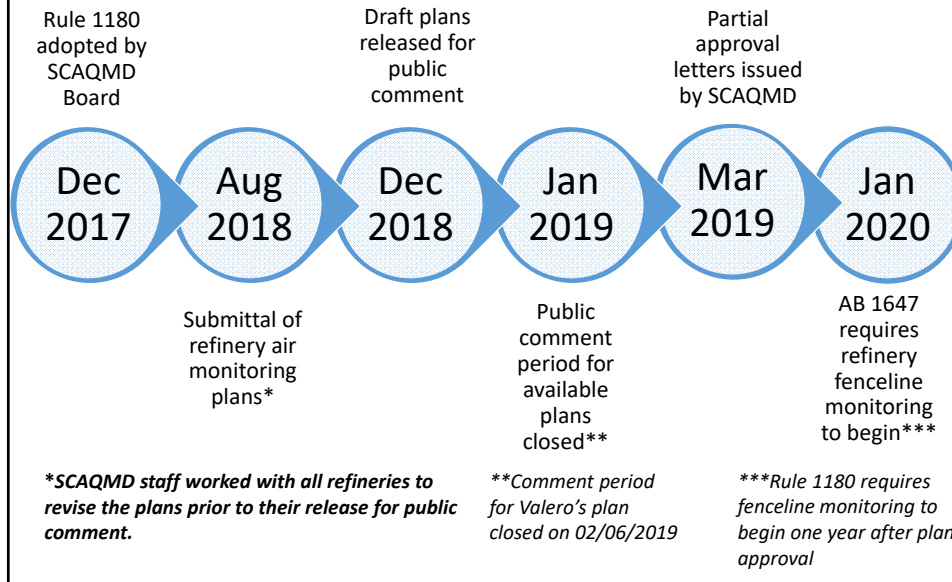 Rule 1180
adopted by
SCAQMD
Board
Draft plans
released for
public
comment
Partial
approval
letters issued
by SCAQMD
Dec
2017
Aug
2018
Dec
2018
Jan
2019
Mar
2019
Jan
2020
Submittal of
refinery air
monitoring
plans*
Public
comment
period for
available
plans
closed**
AB 1647
requires
refinery
fenceline
monitoring
to begin***
*SCAQMD staff worked with all refineries to
revise the plans prior to their release for public
comment.
**Comment period
for Valero's plan
closed on 02/06/2019
***Rule 1180 requires
fenceline monitoring to
begin one year after plan
approval